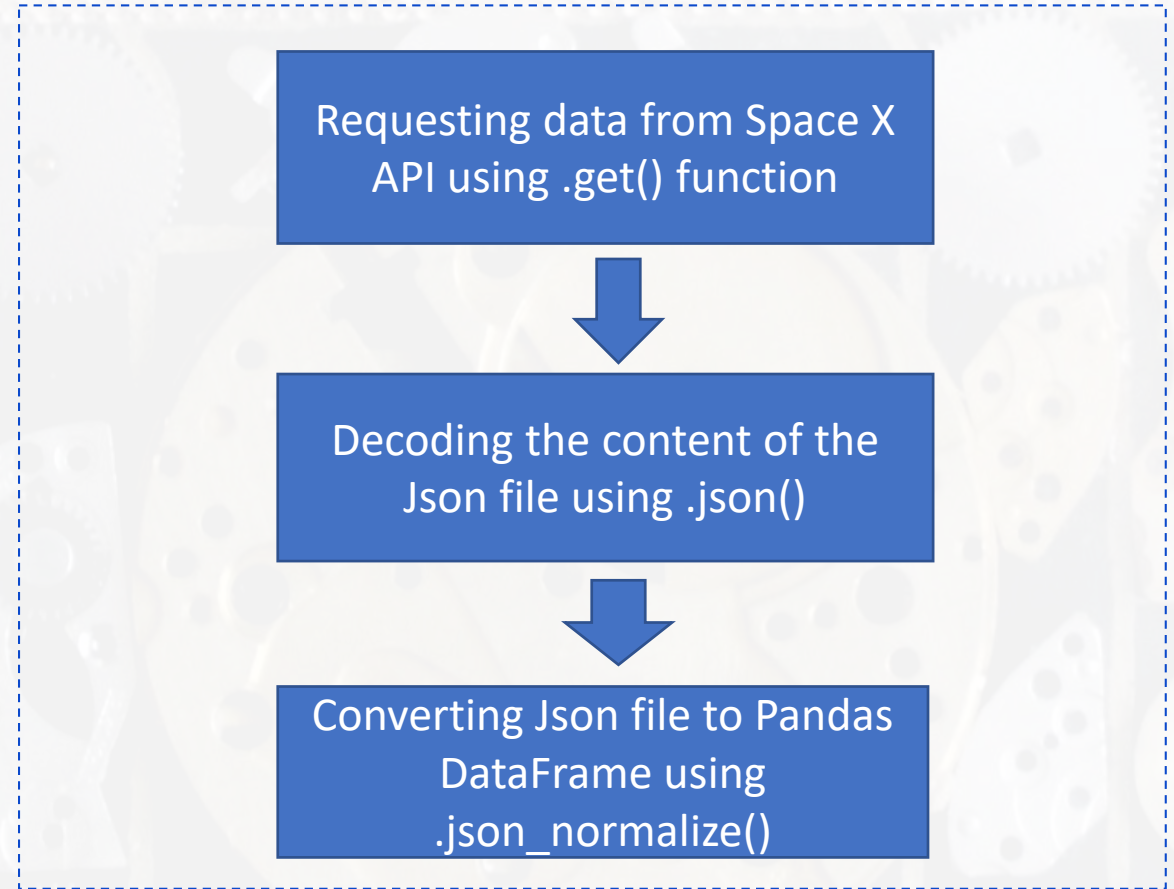 Requesting data from Space X
API using .get() function
Decoding the content of the
Json file using .json()
Converting Json file to Pandas
DataFrame using
.json_normalize()